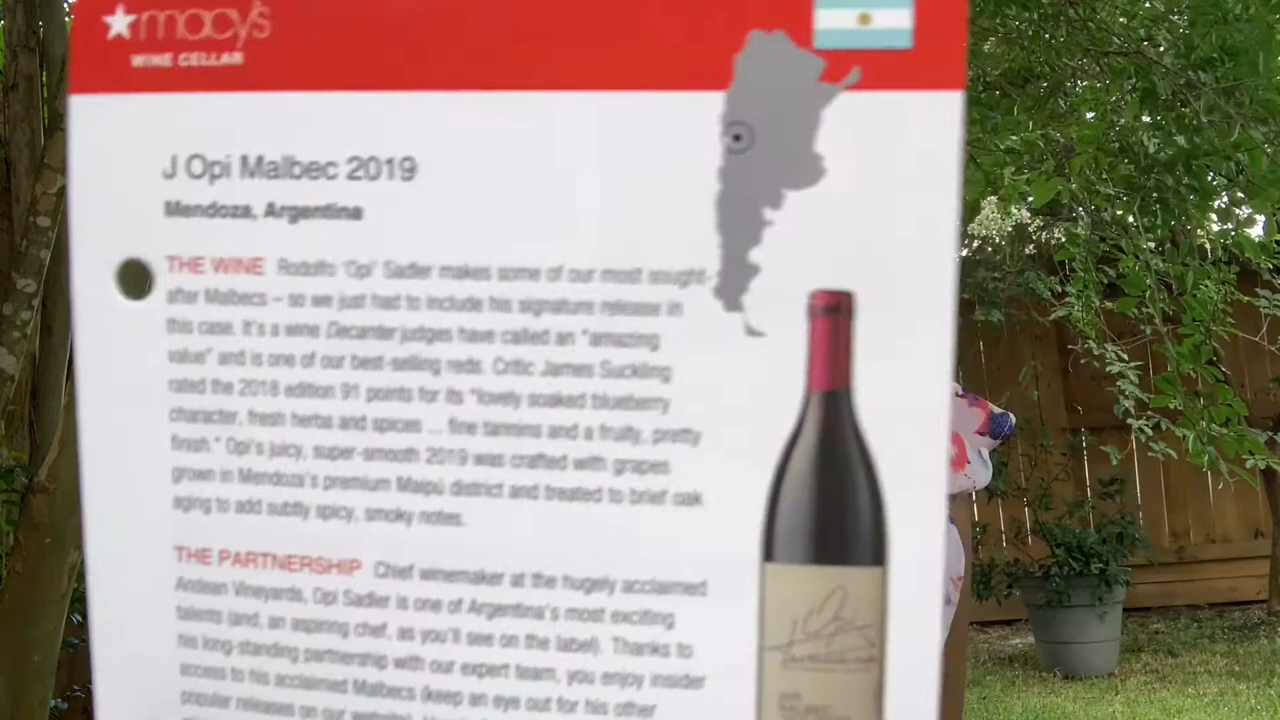 macy's
WINE CELLAR
J Opi Malbec 2019
Mendoza, Argentina
THE WINE Rodolfo 'Opi' Sadler makes some of our most sought-
after Malbecs – so we just had to include his signature release in
this case. It's a wine Decanter judges have called an "amazing
value" and is one of our best-selling reds. Critic James Suckling
rated the 2018 edition 91 points for its "lovely soaked blueberry
character, fresh herbs and spices ... fine tannins and a fruity, pretty
finish." Opi's juicy, super-smooth 2019 was crafted with grapes
grown in Mendoza's premium Maipú district and treated to brief oak
aging to add subtly spicy, smoky notes.
THE PARTNERSHIP Chief winemaker at the hugely acclaimed
Andean Vineyards, Opi Sadler is one of Argentina's most exciting
talents (and, an aspiring chef, as you'll see on the label). Thanks to
his long-standing partnership with our expert team, you enjoy insider
access to his acclaimed Malbecs (keep an eye out for his other
popular releases on our website).
Opi
MALBEC